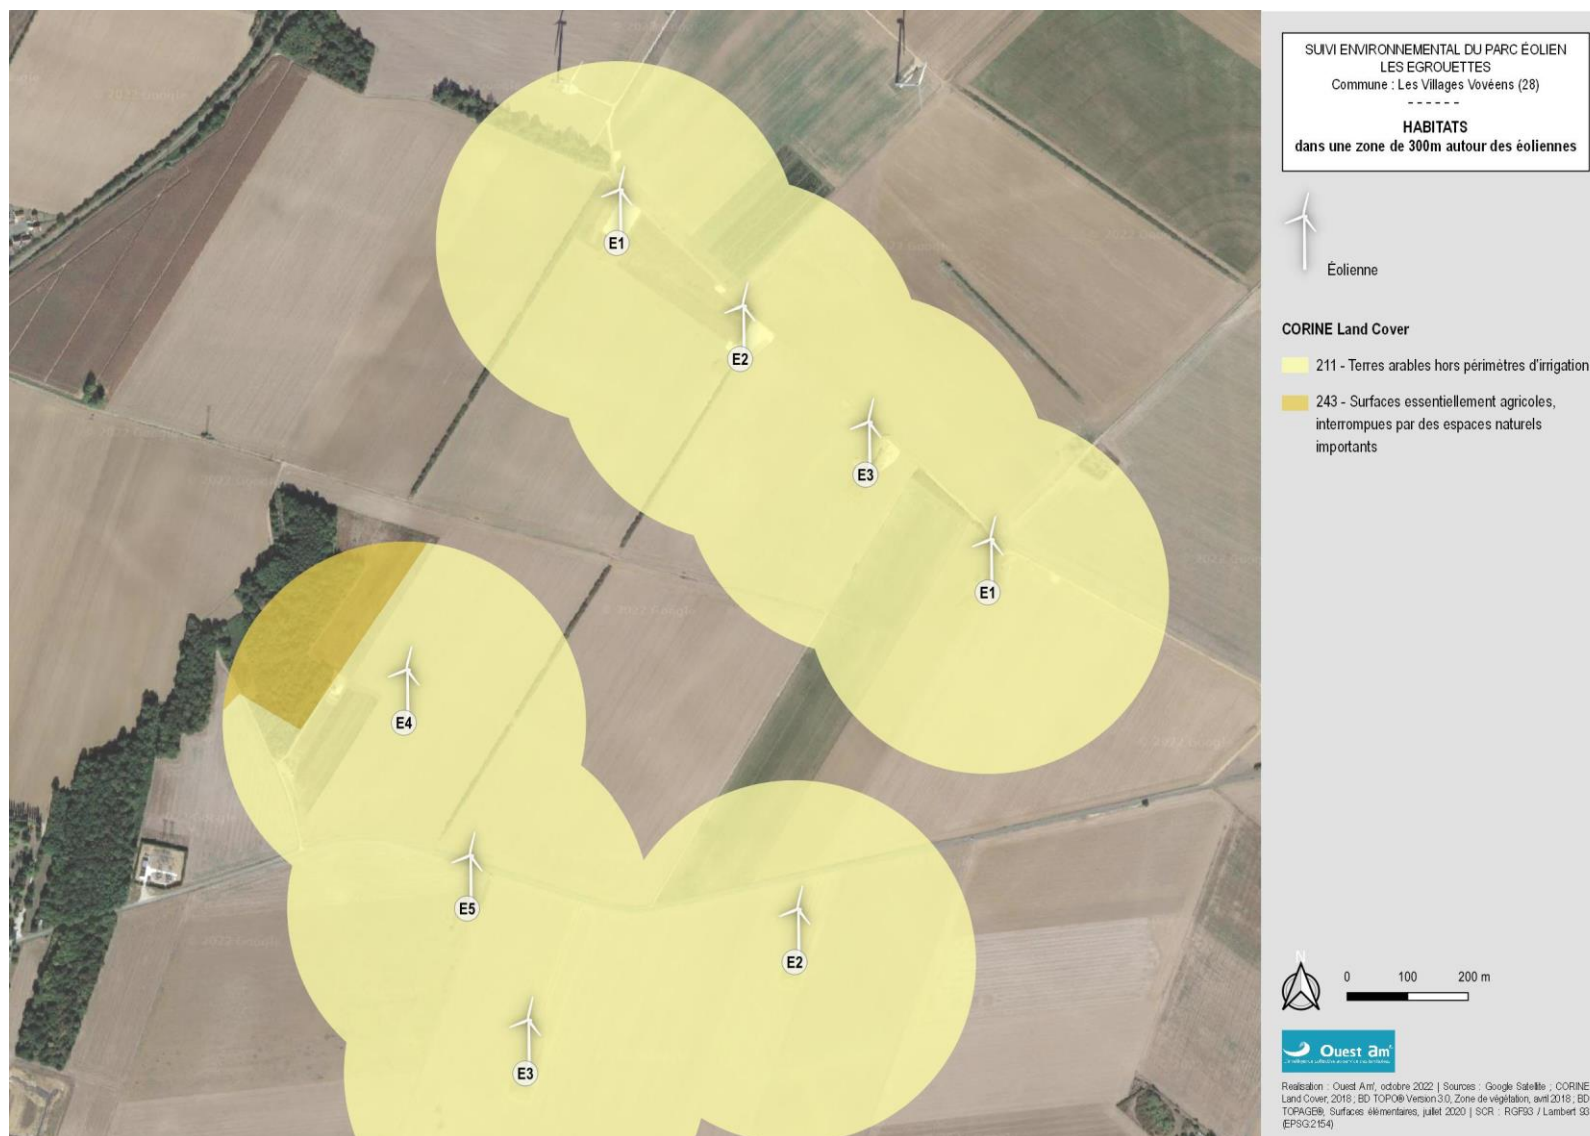 SUIVI ENVIRONNEMENTAL DU PARC ÉOLIEN
LES EGROUETTES
Commune : Les Villages Vovéens (28)
- - - - - -
HABITATS
dans une zone de 300m autour des éoliennes
Éolienne
CORINE Land Cover
211 - Terres arables hors périmètres d'irrigation
243 - Surfaces essentiellement agricoles,
interrompues par des espaces naturels
importants
E1
E2
E3
E1
E4
E5
E2
E3
© 2022 Google
N
0 100 200 m
Ouest am'
Realisation : Ouest Am', octobre 2022 | Sources : Google Satellite ; CORINE
Land Cover, 2018 ; BD TOPO® Version 3.0, Zone de végétation, avril 2018 ; BD
TOPAGE®, Surfaces élémentaires, juillet 2020 | SCR : RGF93 / Lambert 93
(EPSG:2154)